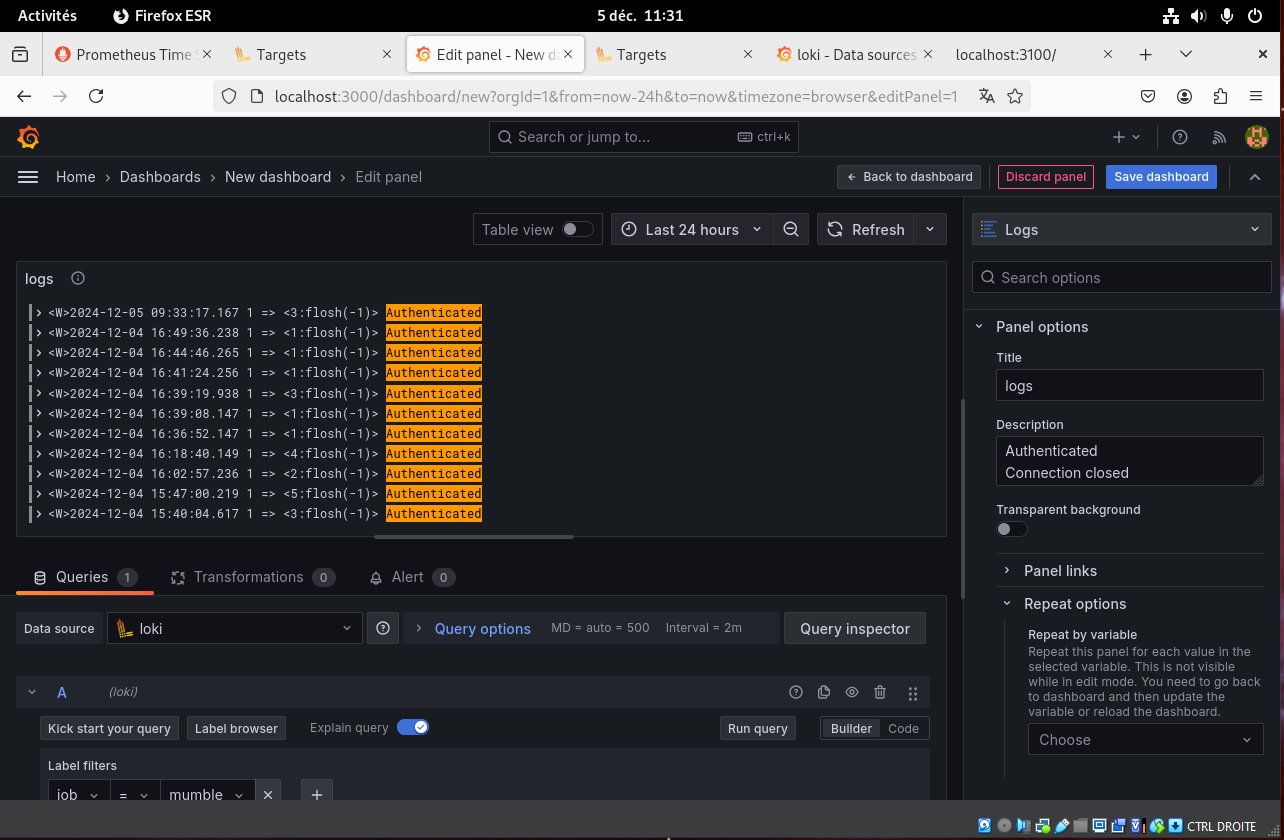 Activités Firefox ESR 5 déc. 11:31
Prometheus Time S Targets Edit panel - New da Targets loki - Data sources localhost:3100/
localhost:3000/dashboard/new?orgId=1&from=now-24h&to=now&timezone=browser&editPanel=1
Search or jump to... ctrl+k
Home › Dashboards › New dashboard › Edit panel Back to dashboard Discard panel Save dashboard
Table view Last 24 hours Refresh
Logs
Search options
logs
<W>2024-12-05 09:33:17.167 1 => <3:flosh(-1)> Authenticated
<W>2024-12-04 16:49:36.238 1 => <1:flosh(-1)> Authenticated
<W>2024-12-04 16:44:46.265 1 => <1:flosh(-1)> Authenticated
<W>2024-12-04 16:41:24.256 1 => <1:flosh(-1)> Authenticated
<W>2024-12-04 16:39:19.938 1 => <3:flosh(-1)> Authenticated
<W>2024-12-04 16:39:08.147 1 => <1:flosh(-1)> Authenticated
<W>2024-12-04 16:36:52.147 1 => <1:flosh(-1)> Authenticated
<W>2024-12-04 16:18:40.149 1 => <4:flosh(-1)> Authenticated
<W>2024-12-04 16:02:57.236 1 => <2:flosh(-1)> Authenticated
<W>2024-12-04 15:47:00.219 1 => <5:flosh(-1)> Authenticated
<W>2024-12-04 15:40:04.617 1 => <3:flosh(-1)> Authenticated
Queries 1 Transformations 0 Alert 0
Data source loki Query options MD = auto = 500 Interval = 2m Query inspector
A (loki)
Kick start your query Label browser Explain query Run query Builder Code
Label filters
job = mumble
Panel options
Title
logs
Description
Authenticated
Connection closed
Transparent background
Panel links
Repeat options
Repeat by variable
Repeat this panel for each value in the
selected variable. This is not visible
while in edit mode. You need to go back
to dashboard and then update the
variable or reload the dashboard.
Choose
CTRL DROITE